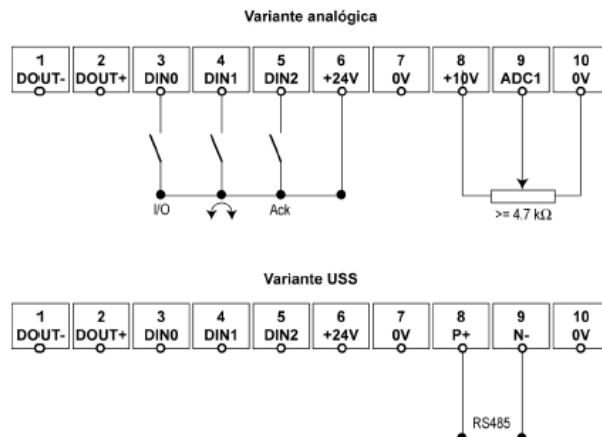 Variante analógica
1 2 3 4 5 6 7 8 9 10
DOUT- DOUT+ DIN0 DIN1 DIN2 +24V 0V +10V ADC1 0V
I/O Ack
>= 4.7 kΩ
Variante USS
1 2 3 4 5 6 7 8 9 10
DOUT- DOUT+ DIN0 DIN1 DIN2 +24V 0V P+ N- 0V
RS485